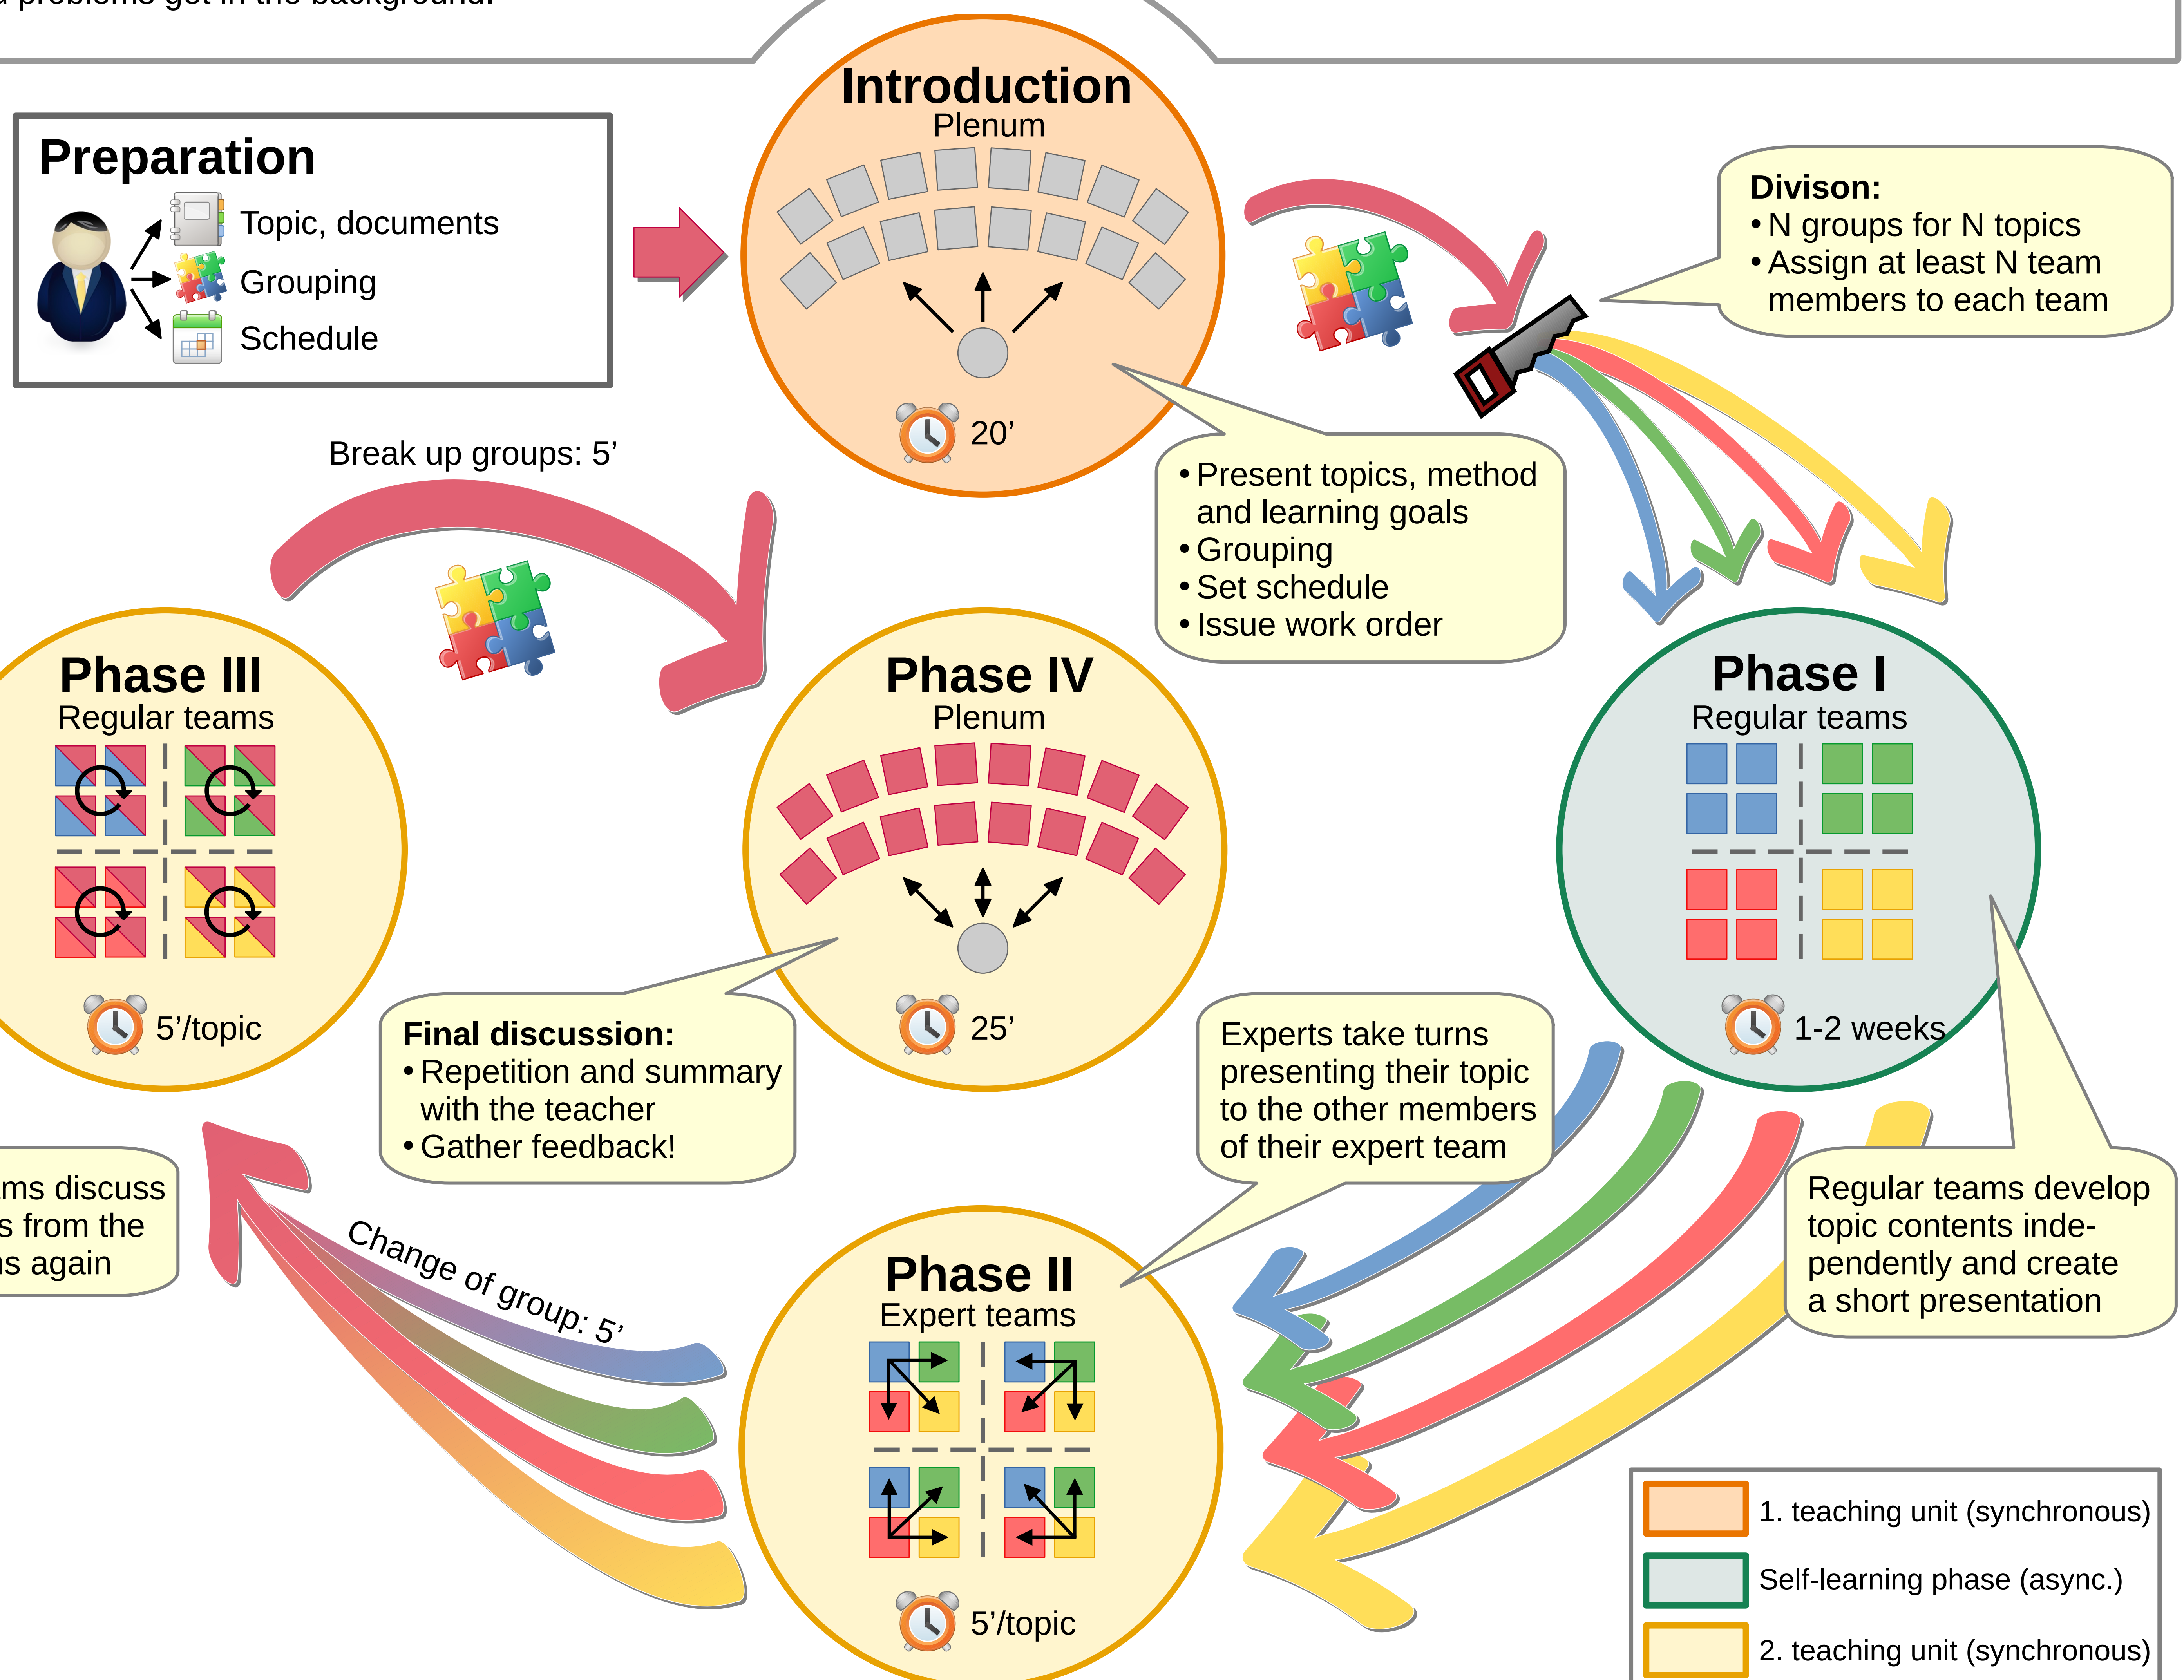 problems get in the background.
Introduction
Plenum
20’
Preparation
Topic, documents
Grouping
Schedule
Divison:
• N groups for N topics
• Assign at least N team
members to each team
• Present topics, method
and learning goals
• Grouping
• Set schedule
• Issue work order
Break up groups: 5’
Phase III
Regular teams
5’/topic
Phase IV
Plenum
25’
Phase I
Regular teams
1-2 weeks
Final discussion:
• Repetition and summary
with the teacher
• Gather feedback!
Experts take turns
presenting their topic
to the other members
of their expert team
Regular teams develop
topic contents inde-
pendently and create
a short presentation
discuss
from the
again
Change of group: 5’
Phase II
Expert teams
5’/topic
1. teaching unit (synchronous)
Self-learning phase (async.)
2. teaching unit (synchronous)